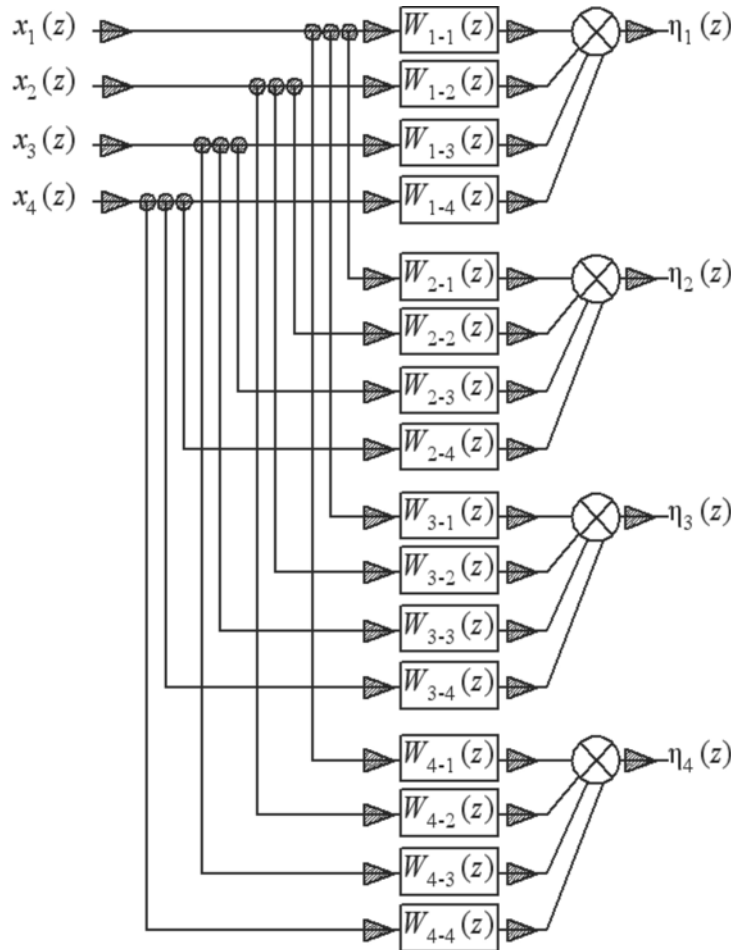 x₁(z) W₁₋₁(z) η₁(z)
x₂(z) W₁₋₂(z)
x₃(z) W₁₋₃(z)
x₄(z) W₁₋₄(z)
W₂₋₁(z) η₂(z)
W₂₋₂(z)
W₂₋₃(z)
W₂₋₄(z)
W₃₋₁(z) η₃(z)
W₃₋₂(z)
W₃₋₃(z)
W₃₋₄(z)
W₄₋₁(z) η₄(z)
W₄₋₂(z)
W₄₋₃(z)
W₄₋₄(z)